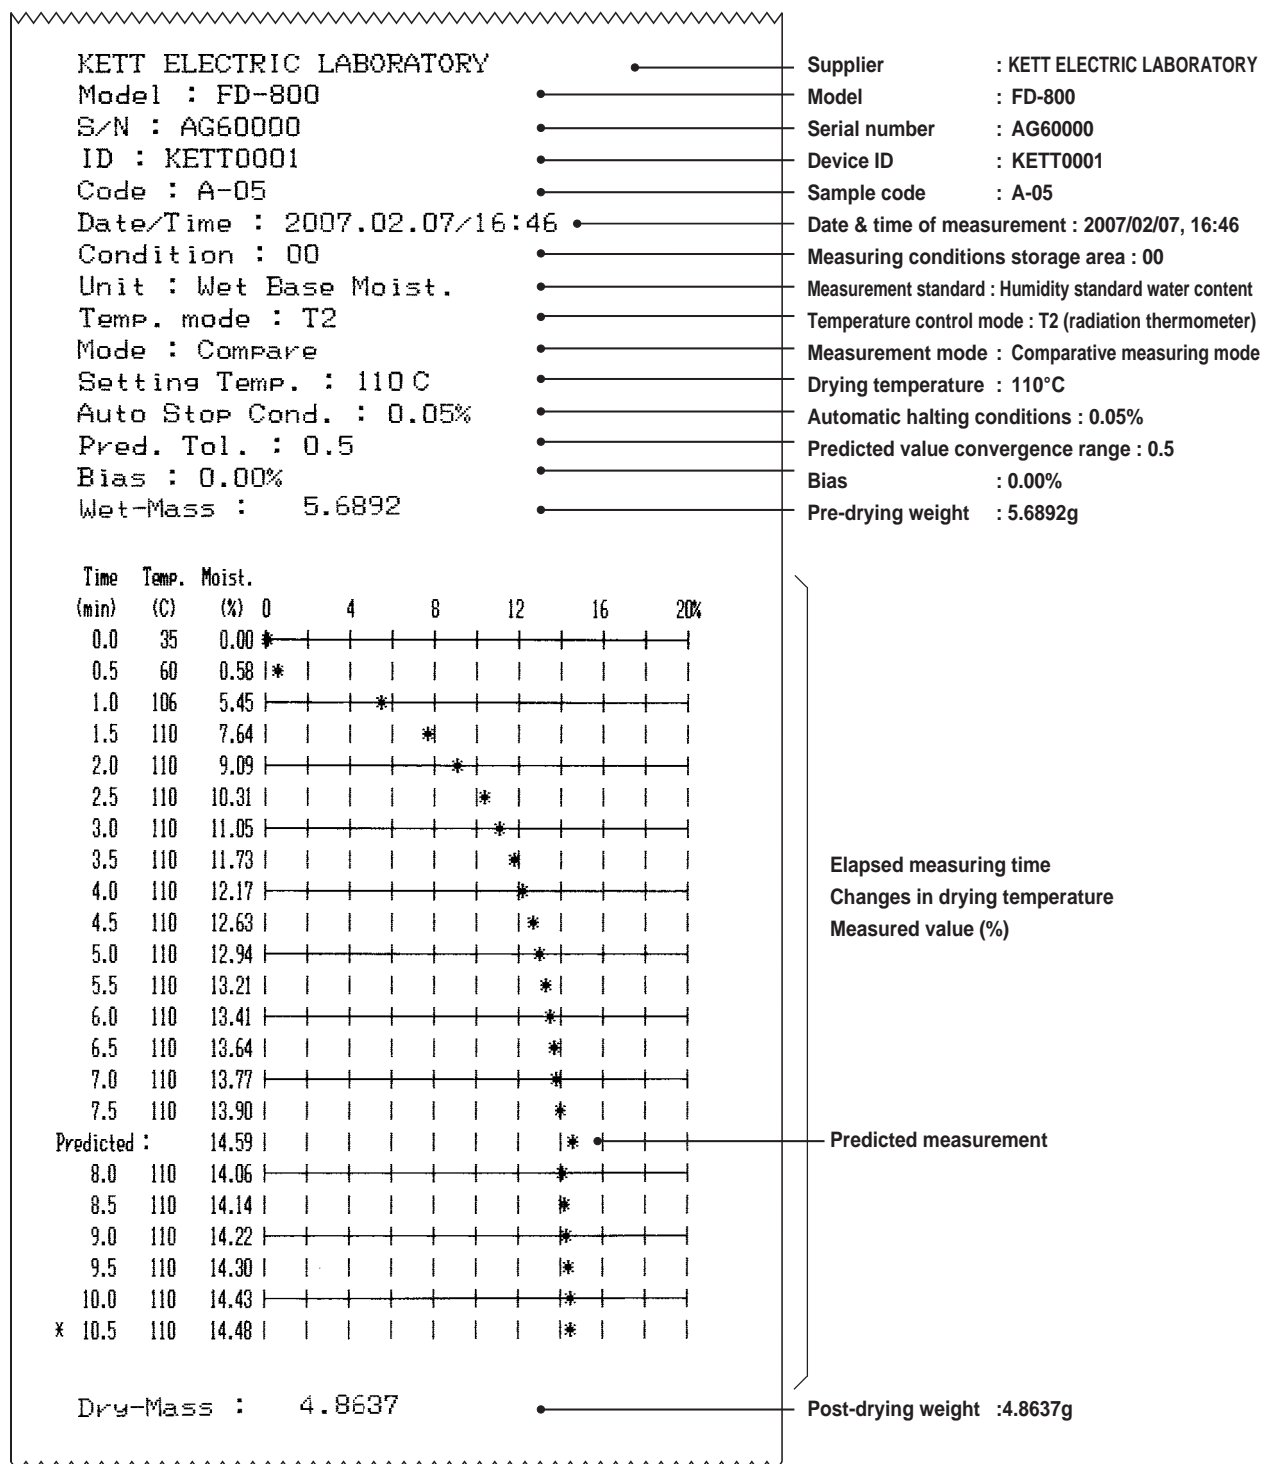 KETT ELECTRIC LABORATORY Supplier : KETT ELECTRIC LABORATORY
Model : FD-800 Model : FD-800
S/N : AG60000 Serial number : AG60000
ID : KETT0001 Device ID : KETT0001
Code : A-05 Sample code : A-05
Date/Time : 2007.02.07/16:46 Date & time of measurement : 2007/02/07, 16:46
Condition : 00 Measuring conditions storage area : 00
Unit : Wet Base Moist. Measurement standard : Humidity standard water content
Temp. mode : T2 Temperature control mode : T2 (radiation thermometer)
Mode : Compare Measurement mode : Comparative measuring mode
Setting Temp. : 110 C Drying temperature : 110°C
Auto Stop Cond. : 0.05% Automatic halting conditions : 0.05%
Pred. Tol. : 0.5 Predicted value convergence range : 0.5
Bias : 0.00% Bias : 0.00%
Wet-Mass : 5.6892 Pre-drying weight : 5.6892g
Time Temp. Moist.
(min) (C) (%) 0 4 8 12 16 20%
0.0 35 0.00
0.5 60 0.58
1.0 106 5.45
1.5 110 7.64
2.0 110 9.09
2.5 110 10.31
3.0 110 11.05
3.5 110 11.73
4.0 110 12.17
4.5 110 12.63
5.0 110 12.94
5.5 110 13.21
6.0 110 13.41
6.5 110 13.64
7.0 110 13.77
7.5 110 13.90
Predicted : 14.59
8.0 110 14.06
8.5 110 14.14
9.0 110 14.22
9.5 110 14.30
10.0 110 14.43
* 10.5 110 14.48
Elapsed measuring time
Changes in drying temperature
Measured value (%)
Predicted measurement
Dry-Mass : 4.8637 Post-drying weight :4.8637g